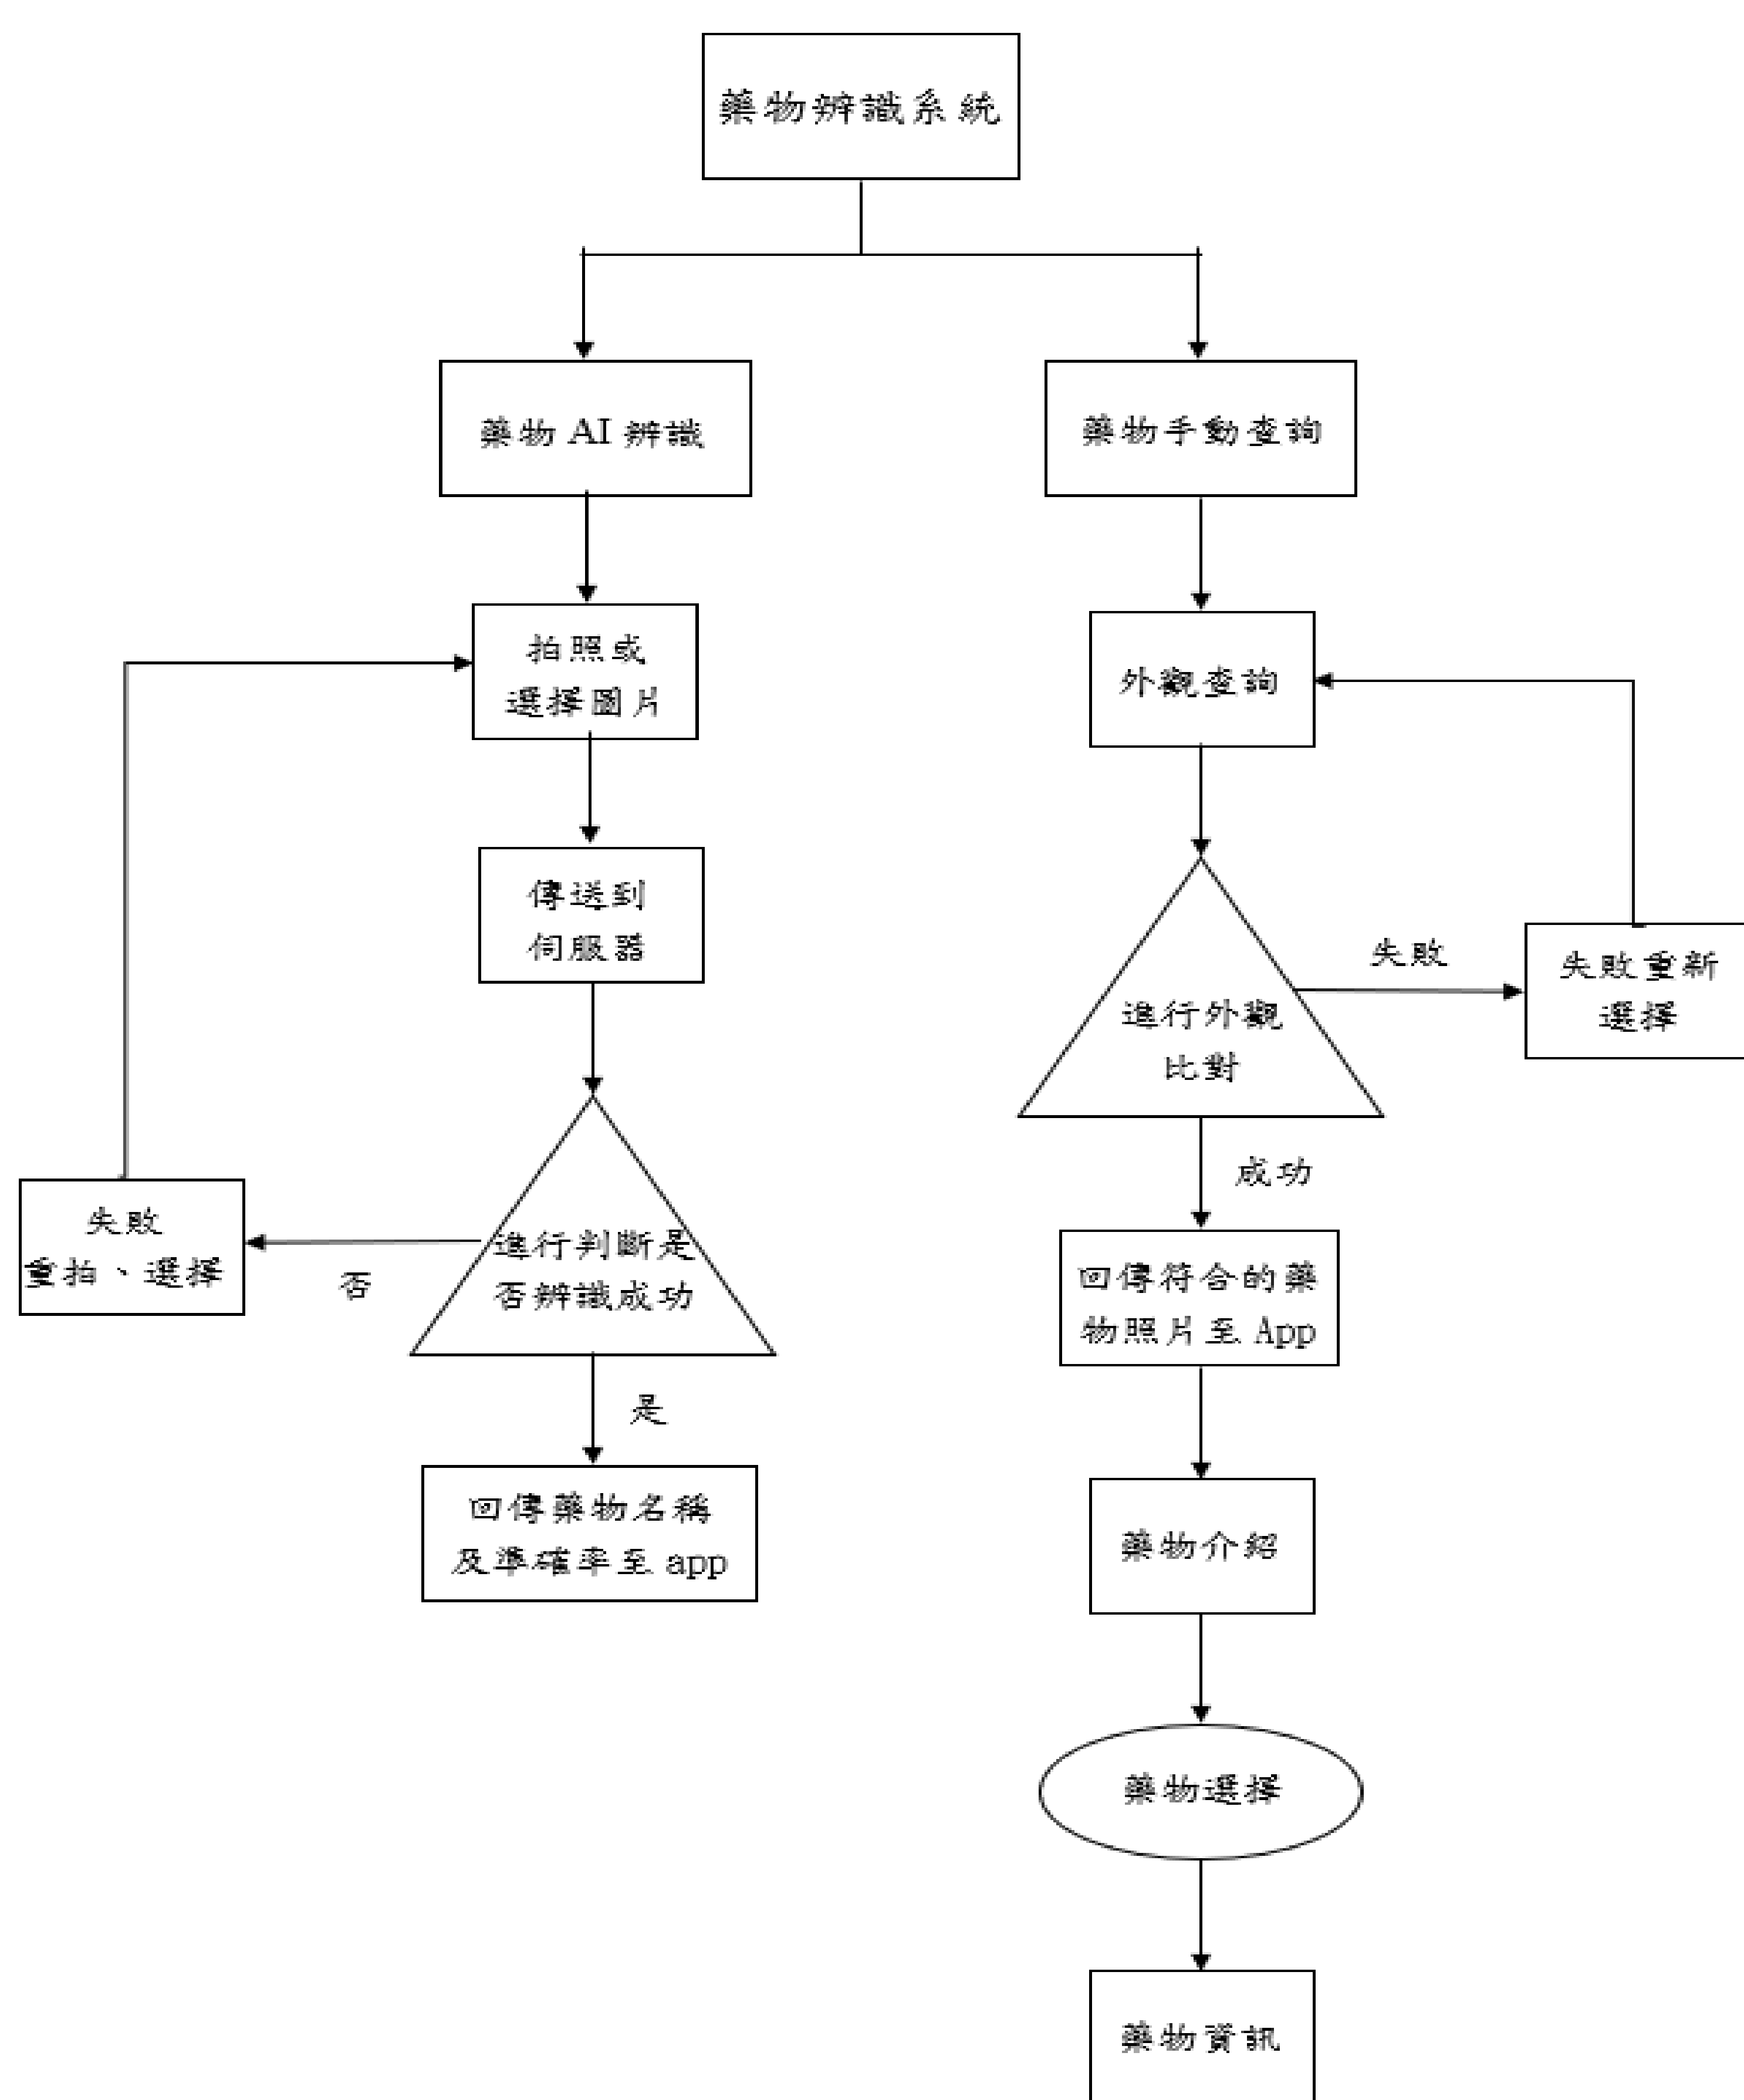 藥物辨識系統
藥物 AI 辨識
藥物手動查詢
拍照或
選擇圖片
外觀查詢
傳送到
伺服器
失敗
失敗重新
選擇
進行外觀
比對
成功
失敗
重拍、選擇
否
進行判斷是
否辨識成功
回傳符合的藥
物照片至 App
是
回傳藥物名稱
及準確率至 app
藥物介紹
藥物選擇
藥物資訊